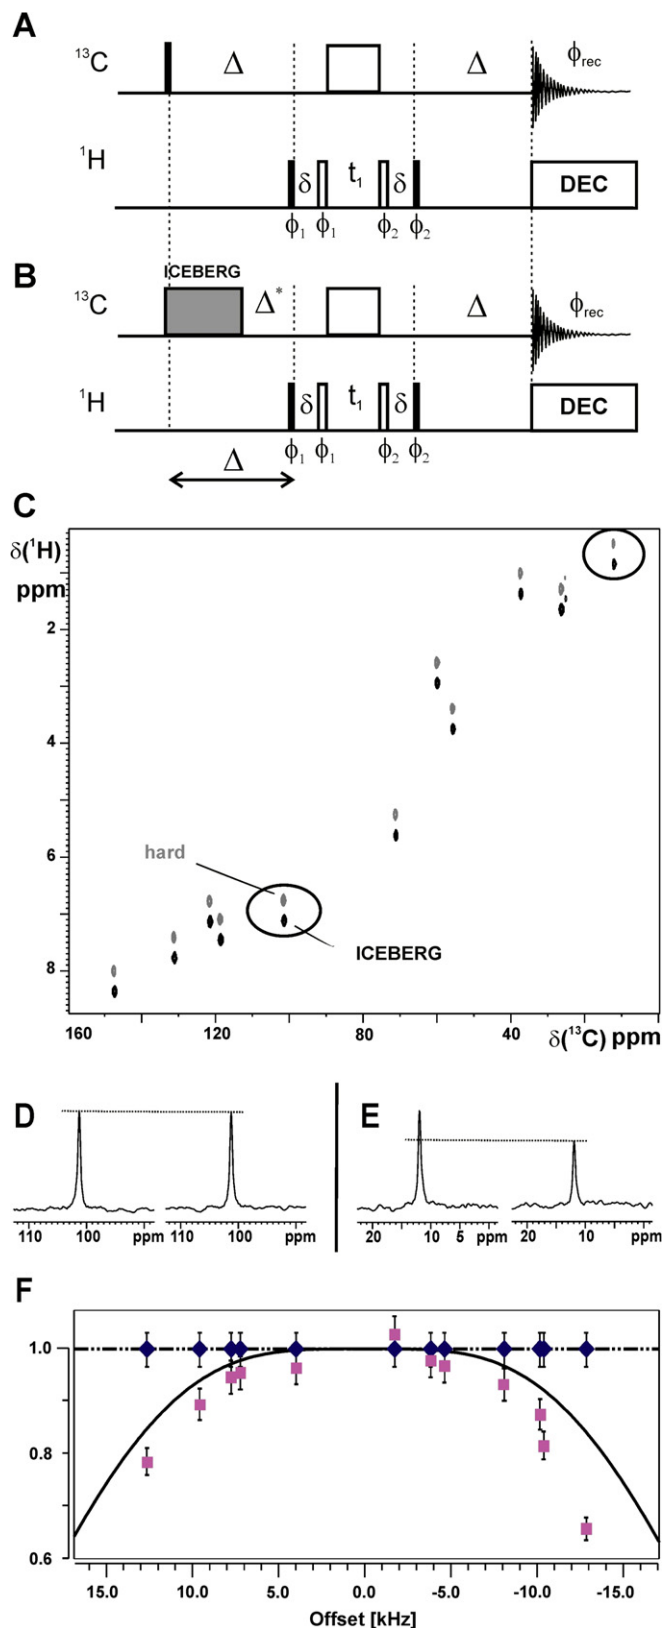 A
¹³C Δ Δ ϕrec
¹H δ t₁ δ DEC
ϕ₁ ϕ₁ ϕ₂ ϕ₂
B
ICEBERG
¹³C Δ* Δ ϕrec
¹H δ t₁ δ DEC
ϕ₁ ϕ₁ ϕ₂ ϕ₂
Δ
C
δ(¹H)
ppm
2
4
6
8
hard
ICEBERG
160 120 80 40
δ(¹³C) ppm
D
110 100 ppm 110 100 ppm
E
20 10 5 ppm 20 10 ppm
F
1.0
0.8
0.6
15.0 10.0 5.0 0.0 -5.0 -10.0 -15.0
Offset [kHz]